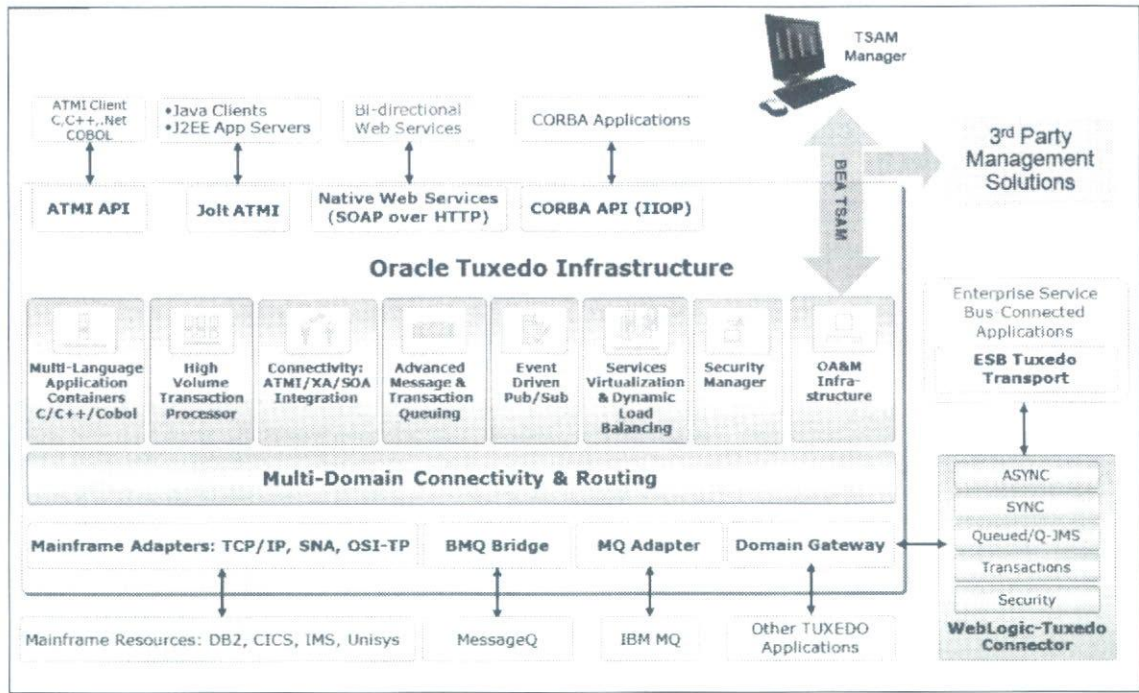 TSAM
Manager
ATMI Client
C,C++,.Net
COBOL
•Java Clients
•J2EE App Servers
Bi-directional
Web Services
CORBA Applications
3rd Party
Management
Solutions
BEA TSAM
ATMI API
Jolt ATMI
Native Web Services
(SOAP over HTTP)
CORBA API (IIOP)
Oracle Tuxedo Infrastructure
Multi-Language
Application
Containers
C/C++/Cobol
High
Volume
Transaction
Processor
Connectivity:
ATMI/XA/SOA
Integration
Advanced
Message &
Transaction
Queuing
Event
Driven
Pub/Sub
Services
Virtualization
& Dynamic
Load
Balancing
Security
Manager
OA&M
Infra-
structure
Enterprise Service
Bus-Connected
Applications
ESB Tuxedo
Transport
Multi-Domain Connectivity & Routing
Mainframe Adapters: TCP/IP, SNA, OSI-TP
BMQ Bridge
MQ Adapter
Domain Gateway
ASYNC
SYNC
Queued/Q-JMS
Transactions
Security
WebLogic-Tuxedo
Connector
Mainframe Resources: DB2, CICS, IMS, Unisys
MessageQ
IBM MQ
Other TUXEDO
Applications